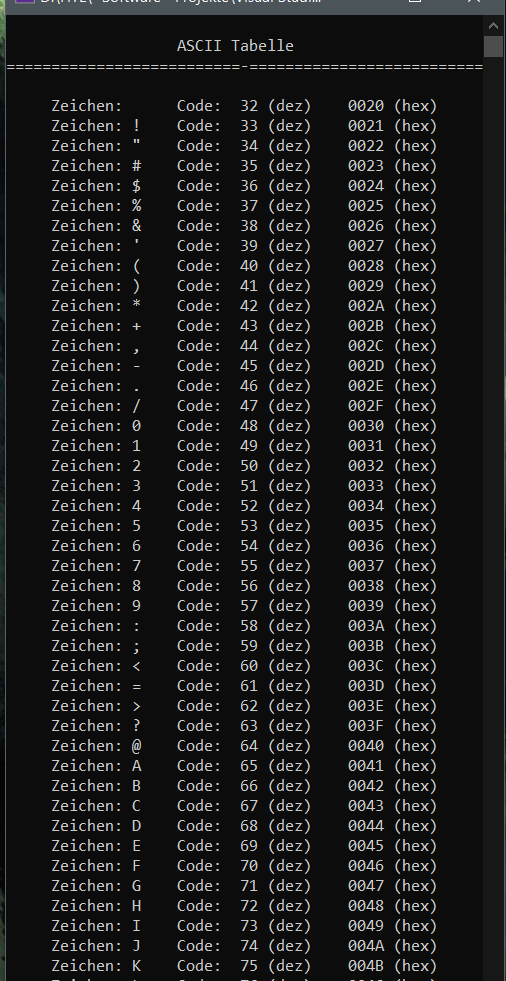 ASCII Tabelle
==========================-==========================
Zeichen:   Code: 32 (dez) 0020 (hex)
Zeichen: ! Code: 33 (dez) 0021 (hex)
Zeichen: " Code: 34 (dez) 0022 (hex)
Zeichen: # Code: 35 (dez) 0023 (hex)
Zeichen: $ Code: 36 (dez) 0024 (hex)
Zeichen: % Code: 37 (dez) 0025 (hex)
Zeichen: & Code: 38 (dez) 0026 (hex)
Zeichen: ' Code: 39 (dez) 0027 (hex)
Zeichen: ( Code: 40 (dez) 0028 (hex)
Zeichen: ) Code: 41 (dez) 0029 (hex)
Zeichen: * Code: 42 (dez) 002A (hex)
Zeichen: + Code: 43 (dez) 002B (hex)
Zeichen: , Code: 44 (dez) 002C (hex)
Zeichen: - Code: 45 (dez) 002D (hex)
Zeichen: . Code: 46 (dez) 002E (hex)
Zeichen: / Code: 47 (dez) 002F (hex)
Zeichen: 0 Code: 48 (dez) 0030 (hex)
Zeichen: 1 Code: 49 (dez) 0031 (hex)
Zeichen: 2 Code: 50 (dez) 0032 (hex)
Zeichen: 3 Code: 51 (dez) 0033 (hex)
Zeichen: 4 Code: 52 (dez) 0034 (hex)
Zeichen: 5 Code: 53 (dez) 0035 (hex)
Zeichen: 6 Code: 54 (dez) 0036 (hex)
Zeichen: 7 Code: 55 (dez) 0037 (hex)
Zeichen: 8 Code: 56 (dez) 0038 (hex)
Zeichen: 9 Code: 57 (dez) 0039 (hex)
Zeichen: : Code: 58 (dez) 003A (hex)
Zeichen: ; Code: 59 (dez) 003B (hex)
Zeichen: < Code: 60 (dez) 003C (hex)
Zeichen: = Code: 61 (dez) 003D (hex)
Zeichen: > Code: 62 (dez) 003E (hex)
Zeichen: ? Code: 63 (dez) 003F (hex)
Zeichen: @ Code: 64 (dez) 0040 (hex)
Zeichen: A Code: 65 (dez) 0041 (hex)
Zeichen: B Code: 66 (dez) 0042 (hex)
Zeichen: C Code: 67 (dez) 0043 (hex)
Zeichen: D Code: 68 (dez) 0044 (hex)
Zeichen: E Code: 69 (dez) 0045 (hex)
Zeichen: F Code: 70 (dez) 0046 (hex)
Zeichen: G Code: 71 (dez) 0047 (hex)
Zeichen: H Code: 72 (dez) 0048 (hex)
Zeichen: I Code: 73 (dez) 0049 (hex)
Zeichen: J Code: 74 (dez) 004A (hex)
Zeichen: K Code: 75 (dez) 004B (hex)